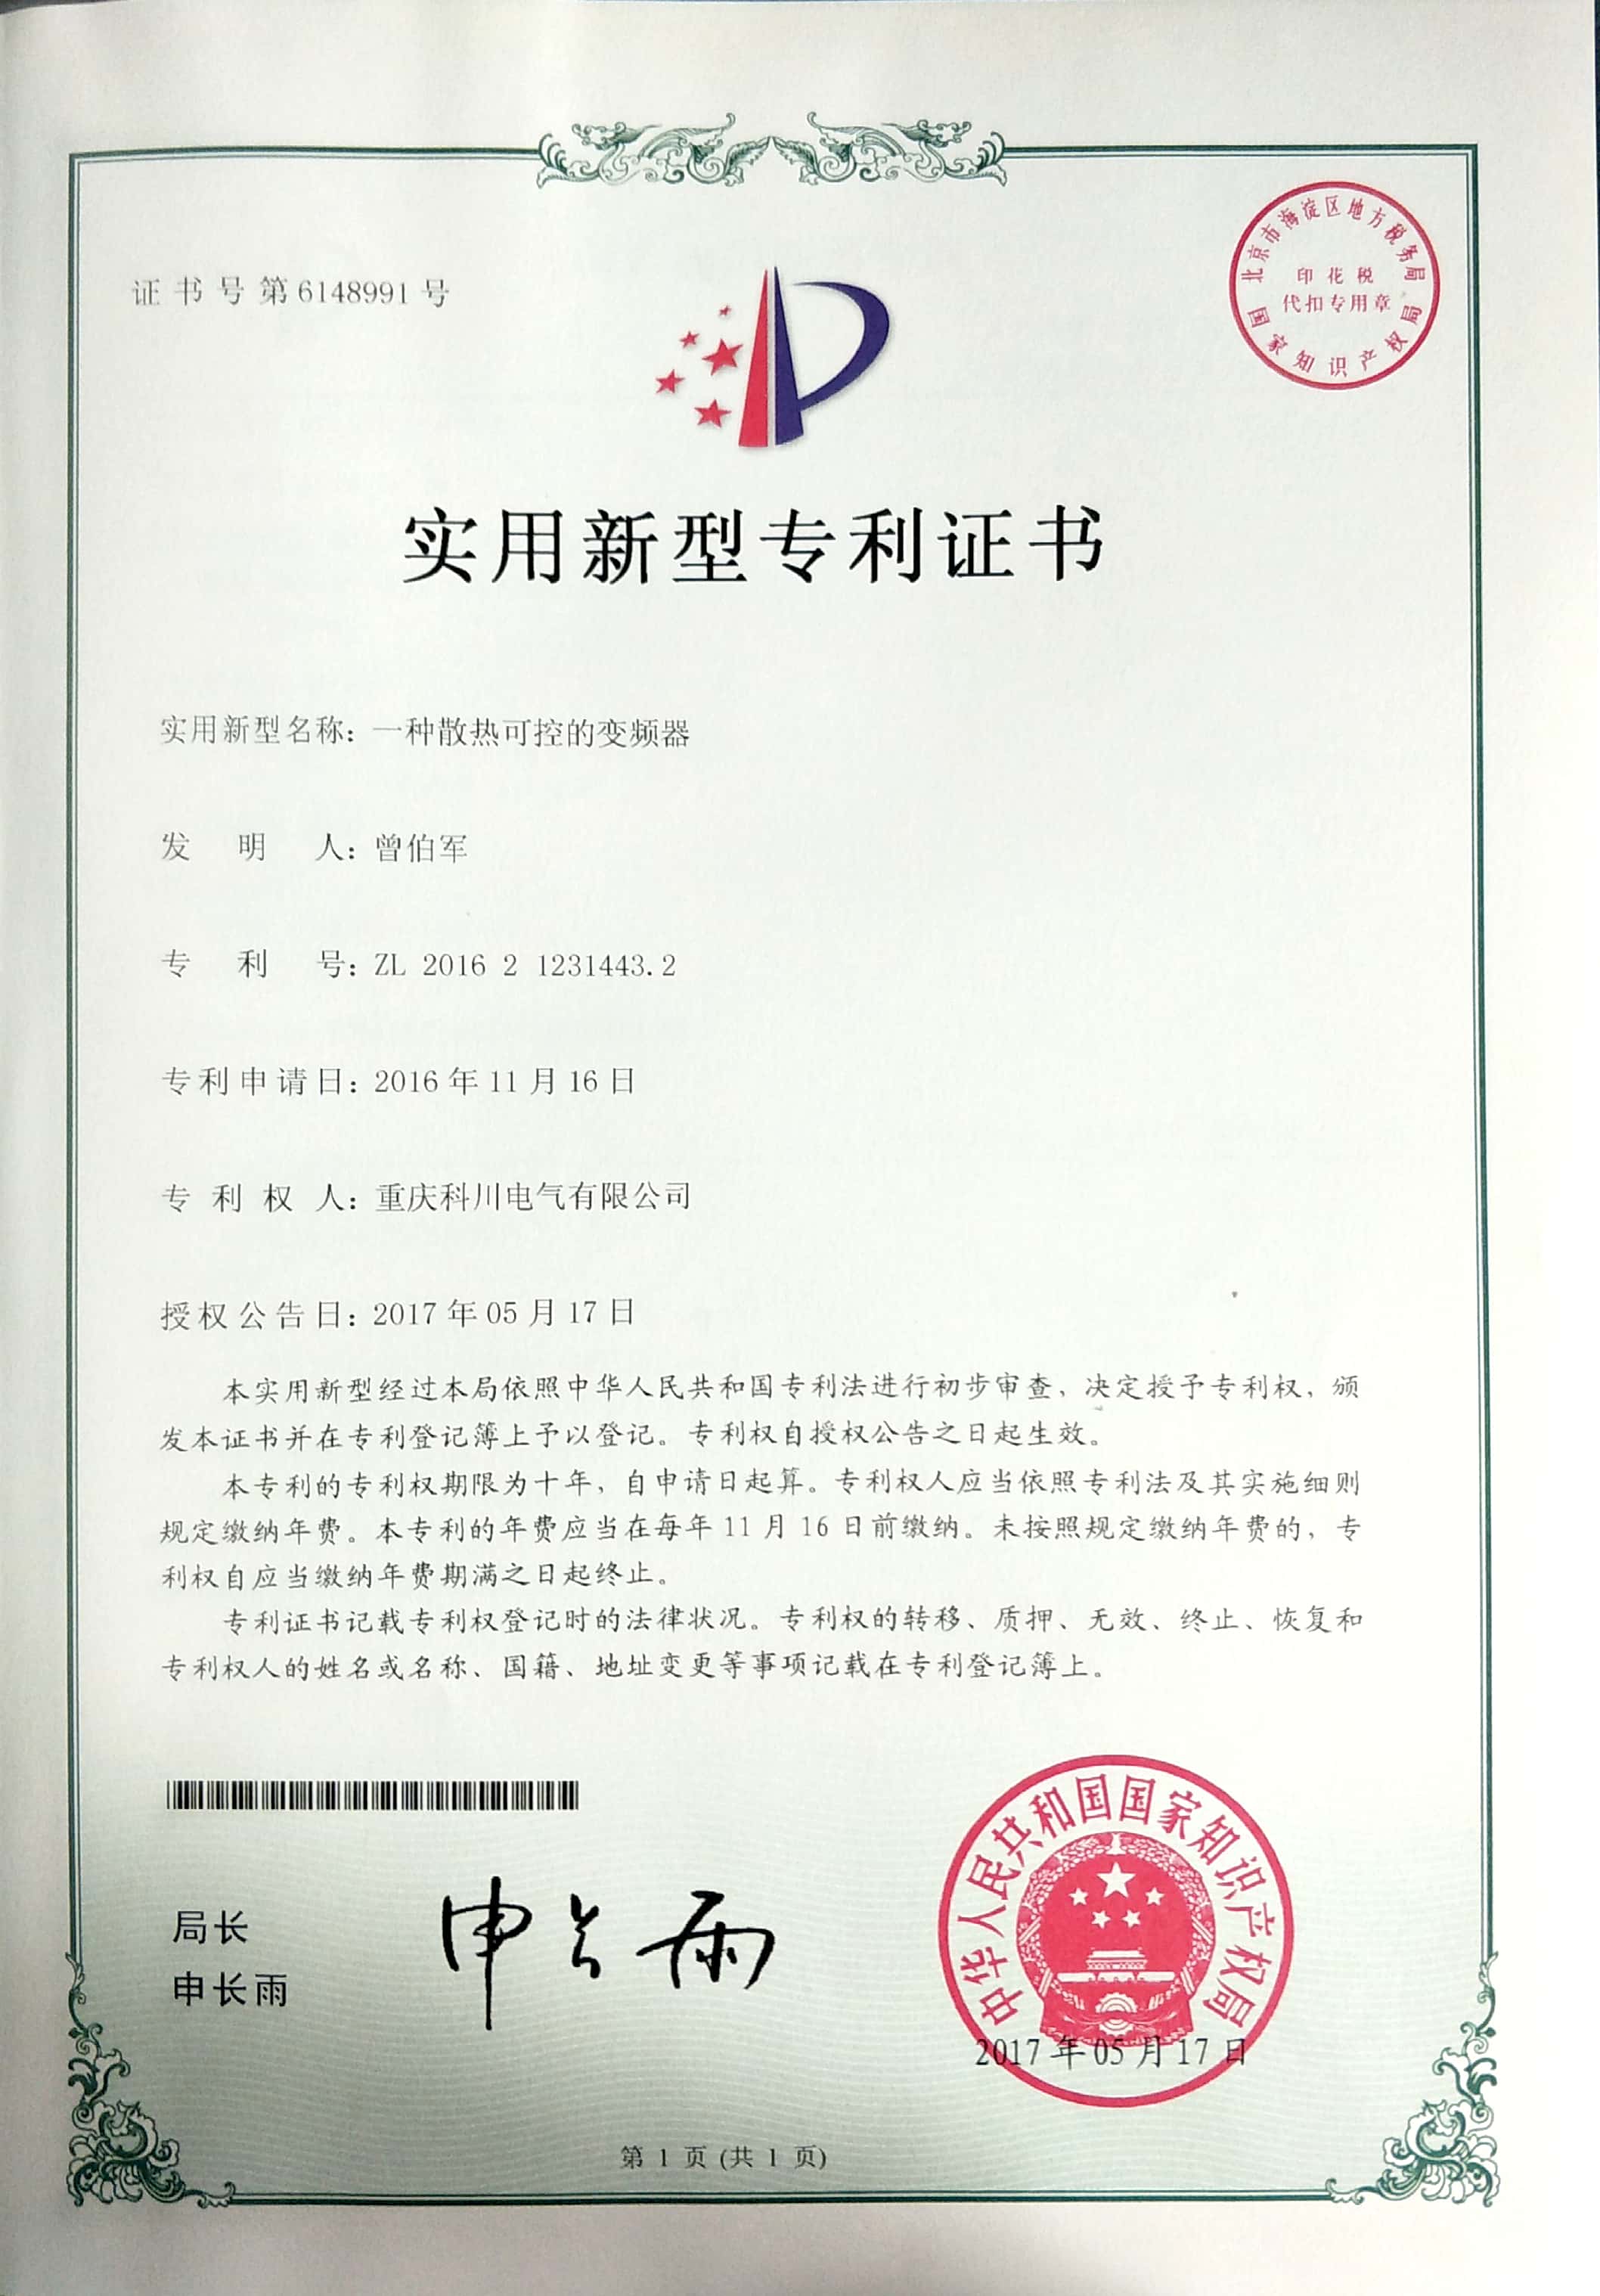 证书号第6148991号
北京市海淀区地方税务局
印花税
代扣专用章
国家知识产权局
实用新型专利证书
实用新型名称：一种散热可控的变频器
发明人：曾伯军
专利号：ZL 2016 2 1231443.2
专利申请日：2016年11月16日
专利权人：重庆科川电气有限公司
授权公告日：2017年05月17日
本实用新型经过本局依照中华人民共和国专利法进行初步审查，决定授予专利权，颁
发本证书并在专利登记簿上予以登记。专利权自授权公告之日起生效。
本专利的专利权期限为十年，自申请日起算。专利权人应当依照专利法及其实施细则
规定缴纳年费。本专利的年费应当在每年11月16日前缴纳。未按照规定缴纳年费的，专
利权自应当缴纳年费期满之日起终止。
专利证书记载专利权登记时的法律状况。专利权的转移、质押、无效、终止、恢复和
专利权人的姓名或名称、国籍、地址变更等事项记载在专利登记簿上。
局长
申长雨
申长雨
中华人民共和国国家知识产权局
2017年05月17日
第1页(共1页)